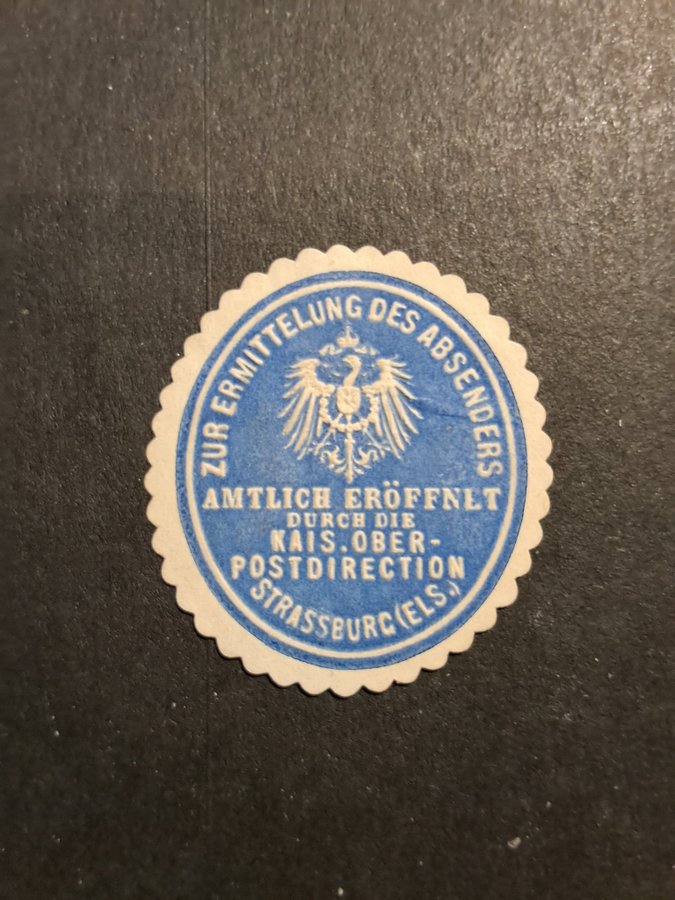 ZUR ERMITTELUNG DES ABSENDERS
AMTLICH ERÖFFNET
DURCH DIE
KAIS. OBER-
POSTDIRECTION
STRASSBURG (ELS.)